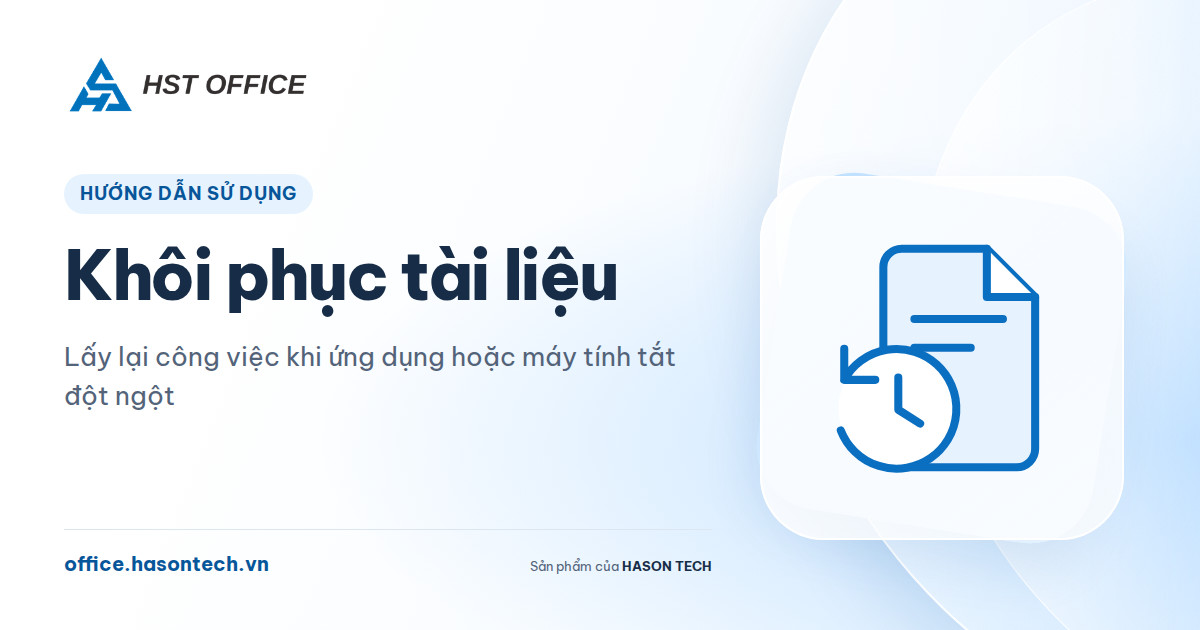 HST OFFICE
HƯỚNG DẪN SỬ DỤNG
Khôi phục tài liệu
Lấy lại công việc khi ứng dụng hoặc máy tính tắt
đột ngột
office.hasontech.vn
Sản phẩm của HASON TECH